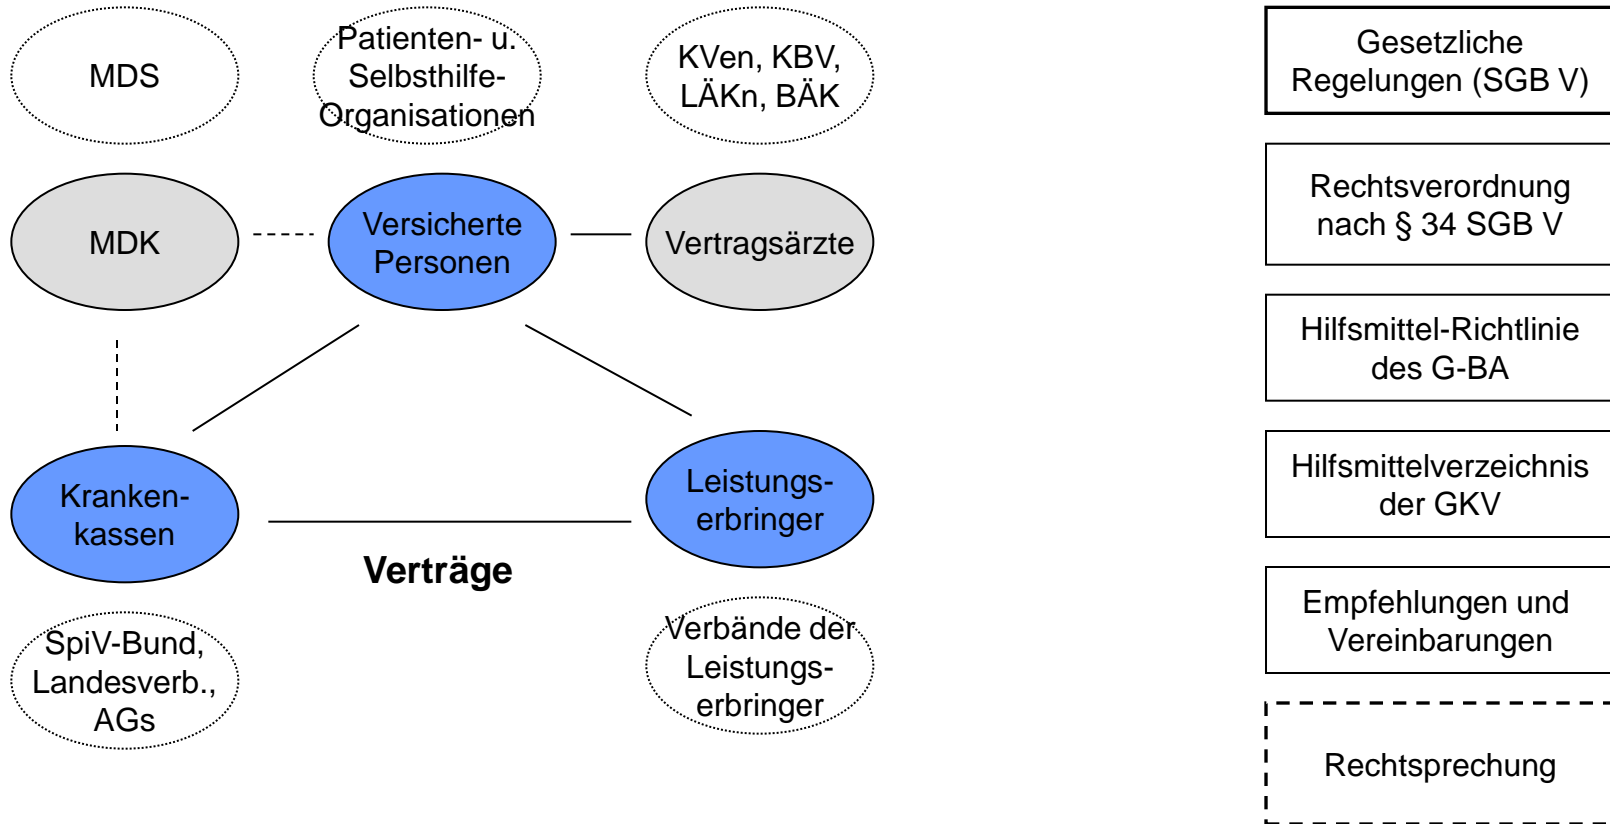 MDS
Patienten- u.
Selbsthilfe-
Organisationen
KVen, KBV,
LÄKn, BÄK
MDK
Versicherte
Personen
Vertragsärzte
Kranken-
kassen
Verträge
Leistungs-
erbringer
SpiV-Bund,
Landesverb.,
AGs
Verbände der
Leistungs-
erbringer
Gesetzliche
Regelungen (SGB V)
Rechtsverordnung
nach § 34 SGB V
Hilfsmittel-Richtlinie
des G-BA
Hilfsmittelverzeichnis
der GKV
Empfehlungen und
Vereinbarungen
Rechtsprechung